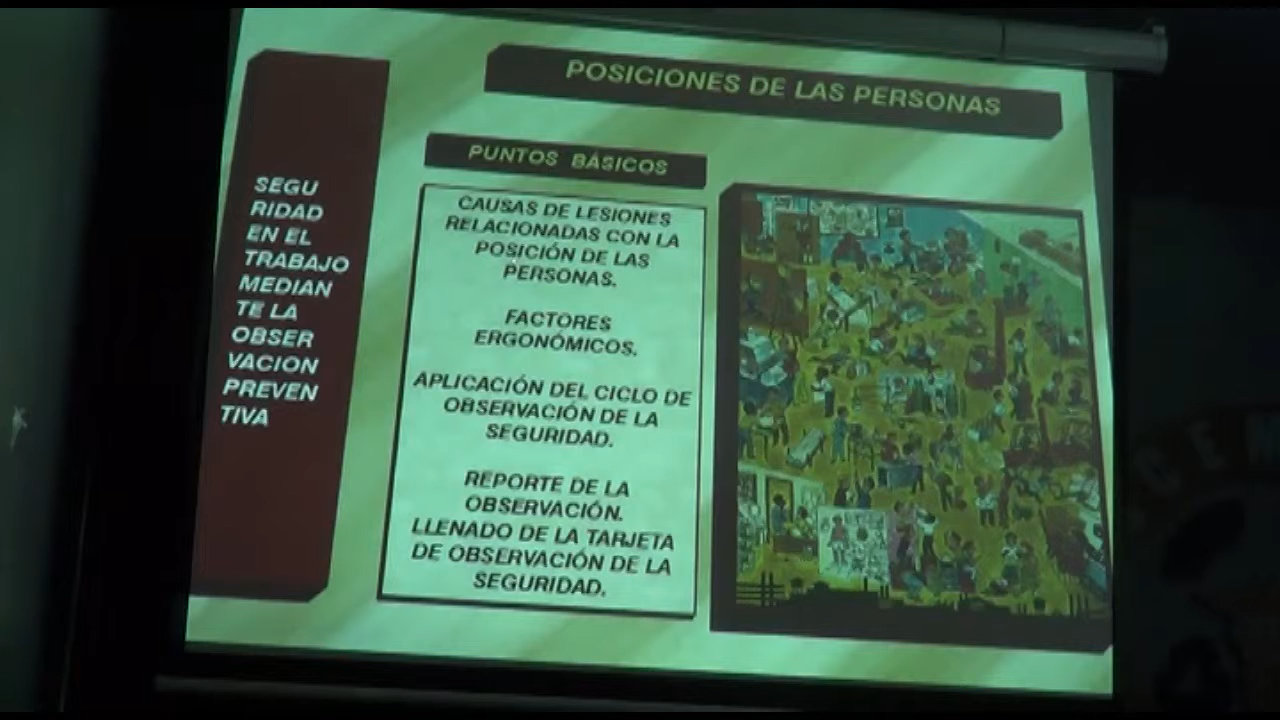 POSICIONES DE LAS PERSONAS
PUNTOS BÁSICOS
SEGU
RIDAD
EN EL
TRABAJO
MEDIAN
TE LA
OBSER
VACION
PREVEN
TIVA
CAUSAS DE LESIONES
RELACIONADAS CON LA
POSICIÓN DE LAS
PERSONAS.
FACTORES
ERGONÓMICOS.
APLICACIÓN DEL CICLO DE
OBSERVACIÓN DE LA
SEGURIDAD.
REPORTE DE LA
OBSERVACIÓN.
LLENADO DE LA TARJETA
DE OBSERVACIÓN DE LA
SEGURIDAD.